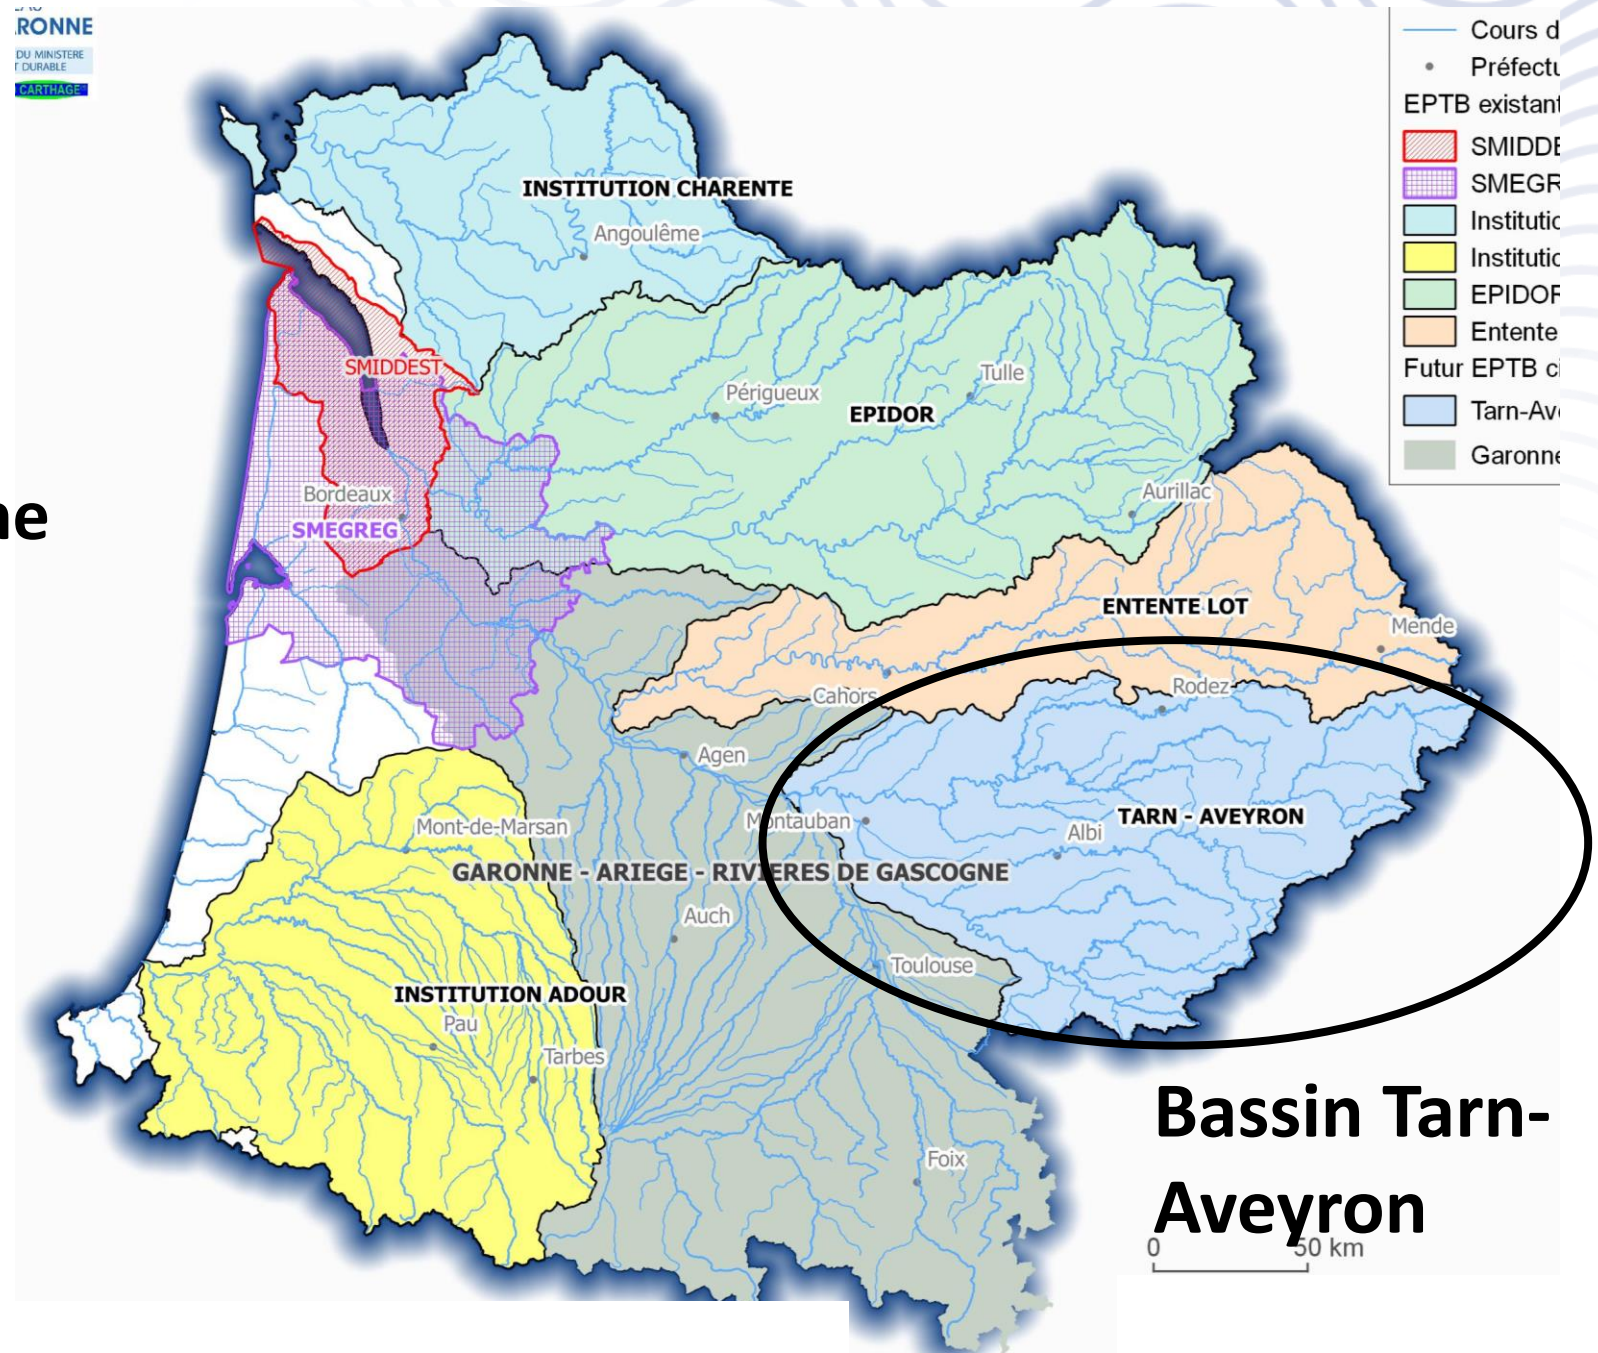 RONNE
DU MINISTERE
T DURABLE
CARTHAGE
Cours d
Préfectu
EPTB existant
SMIDDE
SMEGR
Institutio
Institutio
EPIDOR
Entente
Futur EPTB c
Tarn-Av
Garonne
INSTITUTION CHARENTE
Angoulême
SMIDDEST
Périgueux
Tulle
EPIDOR
Bordeaux
SMEGREG
Aurillac
ne
ENTENTE LOT
Mende
Cahors
Rodez
Agen
Mont-de-Marsan
Montauban
Albi
TARN - AVEYRON
GARONNE - ARIEGE - RIVIERES DE GASCOGNE
Auch
Toulouse
INSTITUTION ADOUR
Pau
Tarbes
Foix
Bassin Tarn-
Aveyron
0 50 km